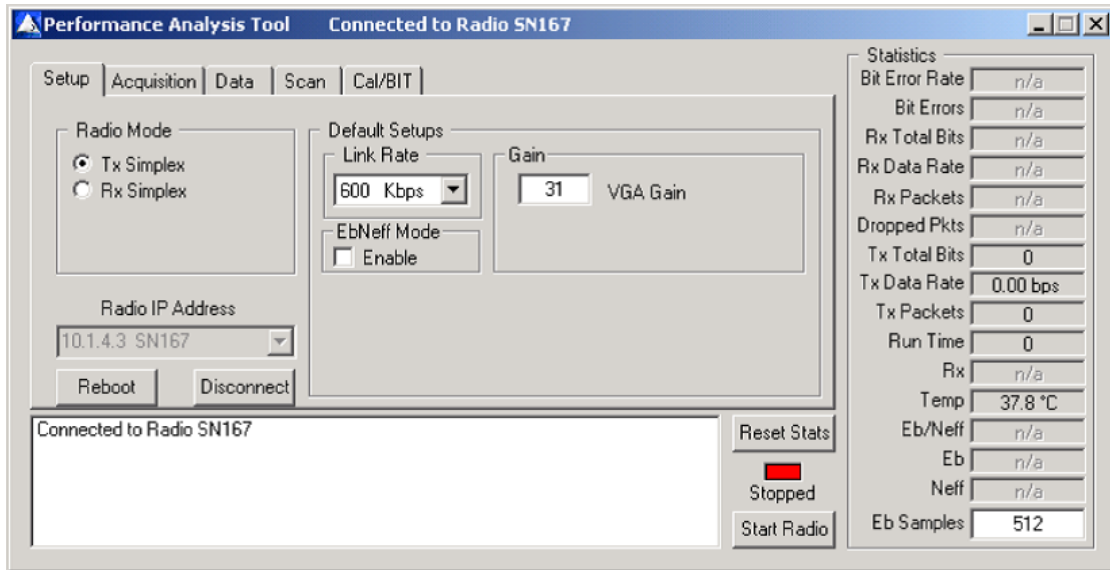 Performance Analysis Tool Connected to Radio SN167
Setup Acquisition Data Scan Cal/BIT
Radio Mode
Tx Simplex
Rx Simplex
Radio IP Address
10.1.4.3 SN167
Reboot Disconnect
Default Setups
Link Rate
600 Kbps
EbNeff Mode
Enable
Gain
31 VGA Gain
Connected to Radio SN167
Reset Stats
Stopped
Start Radio
Statistics
Bit Error Rate n/a
Bit Errors n/a
Rx Total Bits n/a
Rx Data Rate n/a
Rx Packets n/a
Dropped Pkts n/a
Tx Total Bits 0
Tx Data Rate 0.00 bps
Tx Packets 0
Run Time 0
Rx n/a
Temp 37.8 °C
Eb/Neff n/a
Eb n/a
Neff n/a
Eb Samples 512